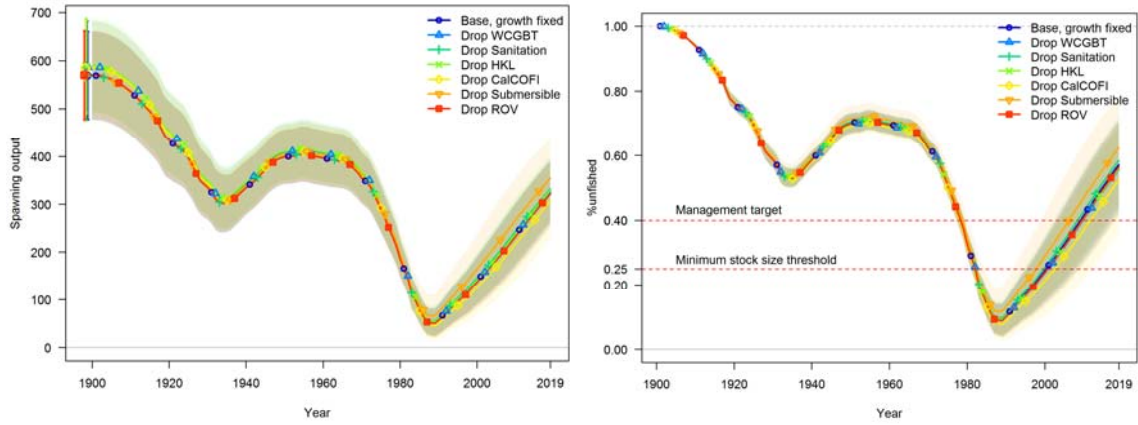 700
600
500
400
300
200
100
0
Spawning output
Base, growth fixed
Drop WCGBT
Drop Sanitation
Drop HKL
Drop CalCOFI
Drop Submersible
Drop ROV
1900
1920
1940
1960
1980
2000
2019
Year
1.00
0.80
0.60
0.40
0.25
0.20
0.00
%unfished
Base, growth fixed
Drop WCGBT
Drop Sanitation
Drop HKL
Drop CalCOFI
Drop Submersible
Drop ROV
Management target
Minimum stock size threshold
1900
1920
1940
1960
1980
2000
2019
Year